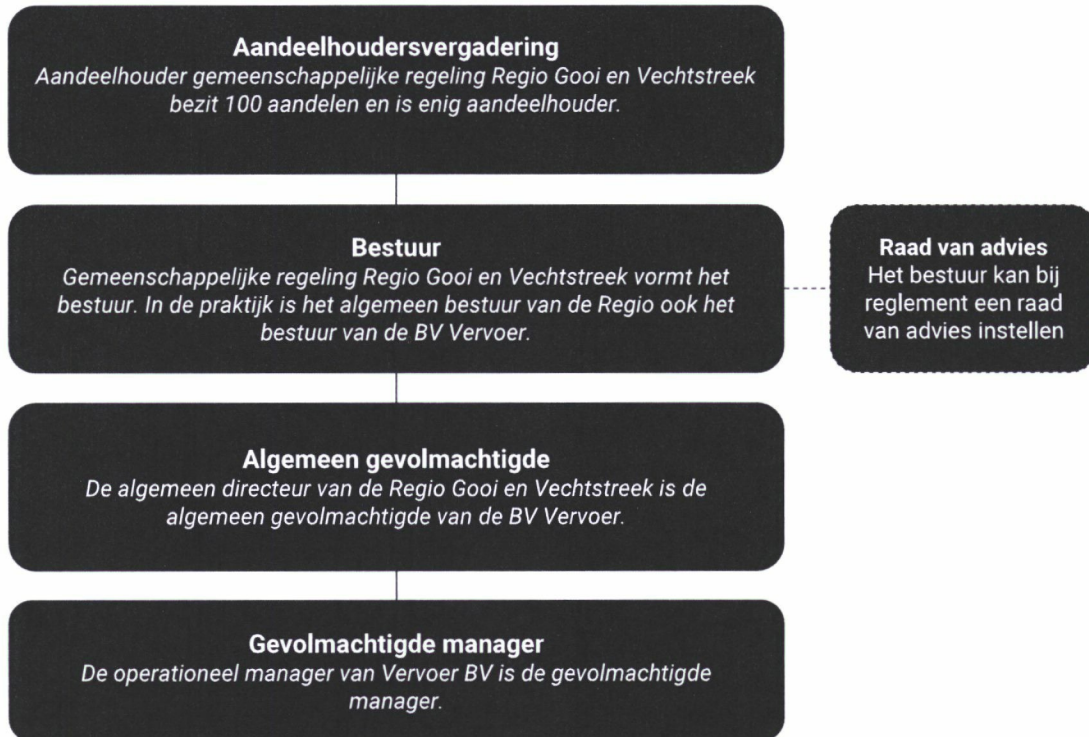 Aandeelhoudersvergadering
Aandeelhouder gemeenschappelijke regeling Regio Gooi en Vechtstreek
bezit 100 aandelen en is enig aandeelhouder.
Bestuur
Gemeenschappelijke regeling Regio Gooi en Vechtstreek vormt het
bestuur. In de praktijk is het algemeen bestuur van de Regio ook het
bestuur van de BV Vervoer.
Raad van advies
Het bestuur kan bij
reglement een raad
van advies instellen
Algemeen gevolmachtigde
De algemeen directeur van de Regio Gooi en Vechtstreek is de
algemeen gevolmachtigde van de BV Vervoer.
Gevolmachtigde manager
De operationeel manager van Vervoer BV is de gevolmachtigde
manager.